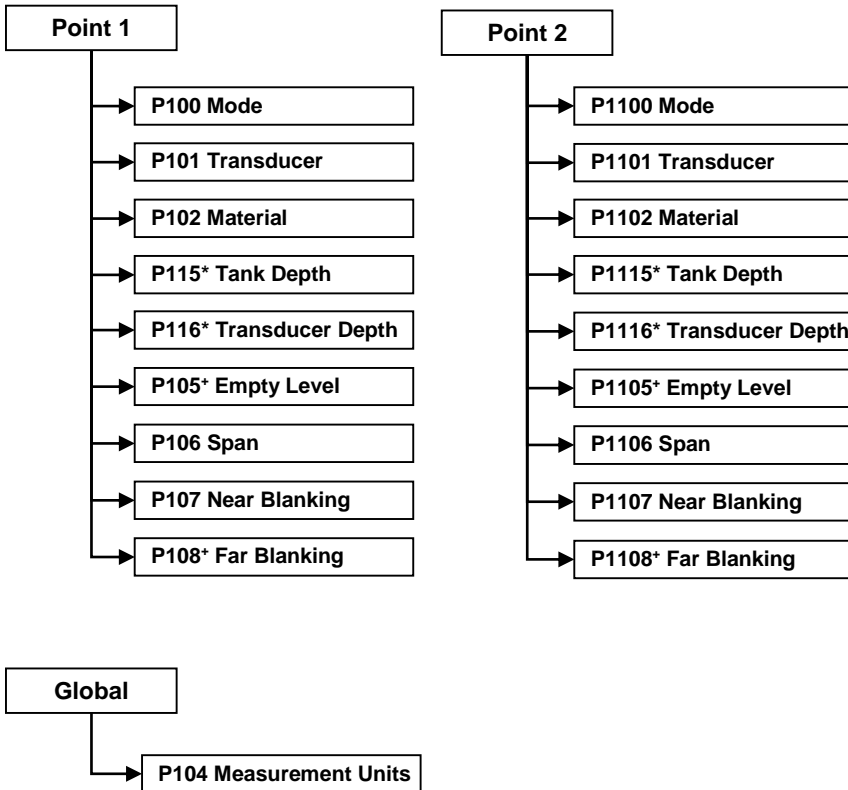 Point 1
P100 Mode
P101 Transducer
P102 Material
P115* Tank Depth
P116* Transducer Depth
P105⁺ Empty Level
P106 Span
P107 Near Blanking
P108⁺ Far Blanking
Point 2
P1100 Mode
P1101 Transducer
P1102 Material
P1115* Tank Depth
P1116* Transducer Depth
P1105⁺ Empty Level
P1106 Span
P1107 Near Blanking
P1108⁺ Far Blanking
Global
P104 Measurement Units